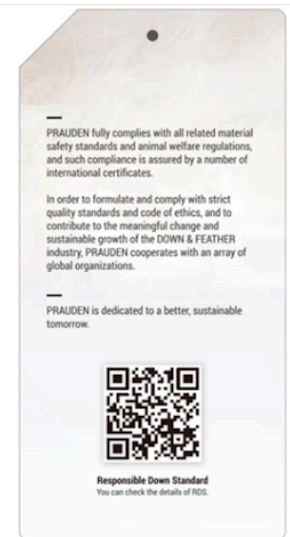 PRAUDEN fully complies with all related material
safety standards and animal welfare regulations,
and such compliance is assured by a number of
international certificates.
In order to formulate and comply with strict
quality standards and code of ethics, and to
contribute to the meaningful change and
sustainable growth of the DOWN & FEATHER
industry, PRAUDEN cooperates with an array of
global organizations.
PRAUDEN is dedicated to a better, sustainable
tomorrow.
Responsible Down Standard
You can check the details of RDS.